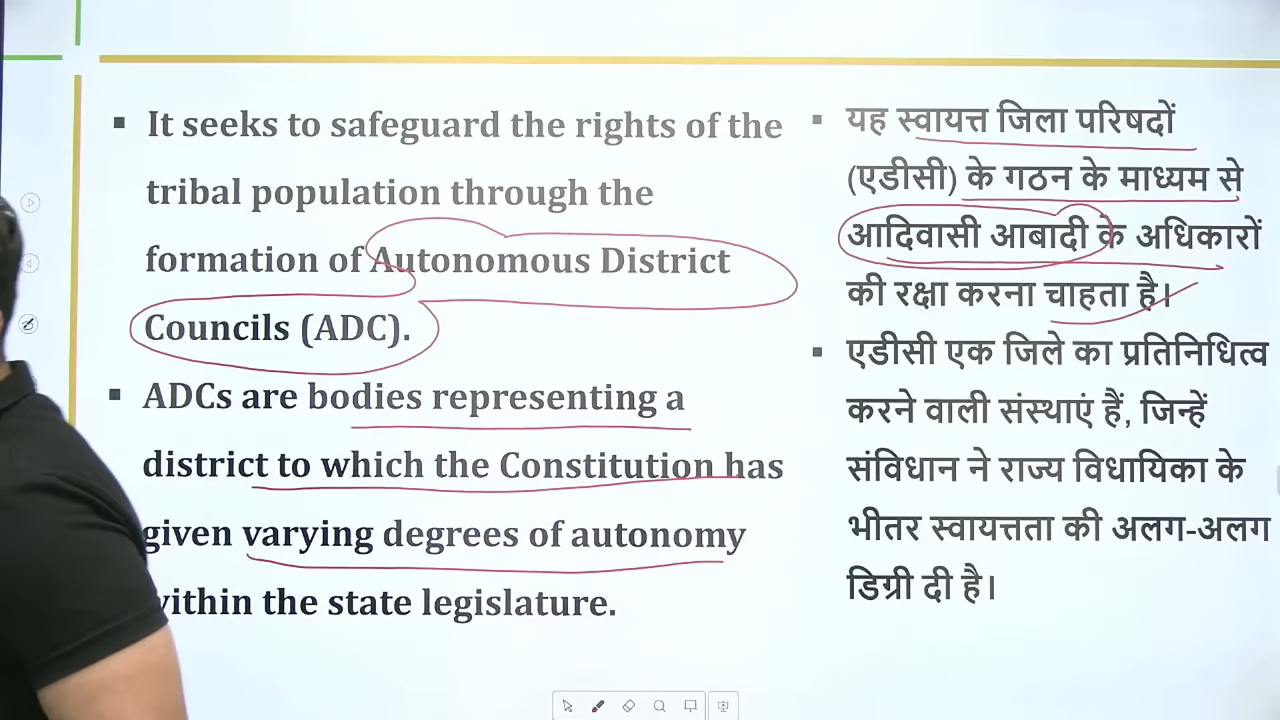 It seeks to safeguard the rights of the
tribal population through the
formation of Autonomous District
Councils (ADC).
ADCs are bodies representing a
district to which the Constitution has
given varying degrees of autonomy
within the state legislature.
यह स्वायत्त जिला परिषदों
(एडीसी) के गठन के माध्यम से
आदिवासी आबादी के अधिकारों
की रक्षा करना चाहता है।
एडीसी एक जिले का प्रतिनिधित्व
करने वाली संस्थाएं हैं, जिन्हें
संविधान ने राज्य विधायिका के
भीतर स्वायत्तता की अलग-अलग
डिग्री दी है।